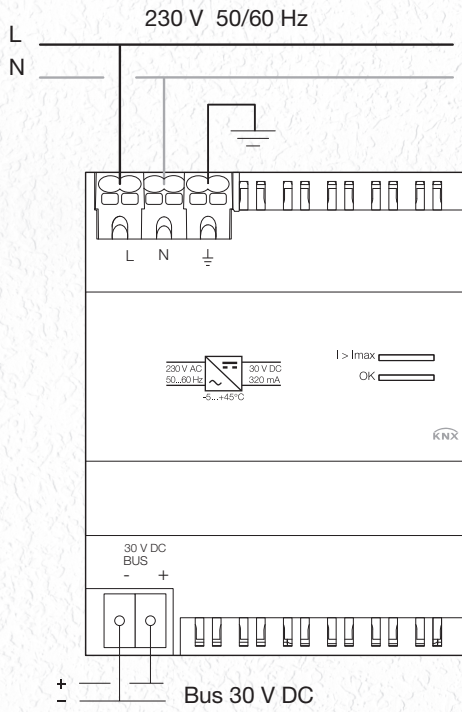 230 V 50/60 Hz
L
N
L N
230 V AC
50...60 Hz
30 V DC
320 mA
-5...+45°C
I > Imax
OK
KNX
30 V DC
BUS
- +
+
–
Bus 30 V DC